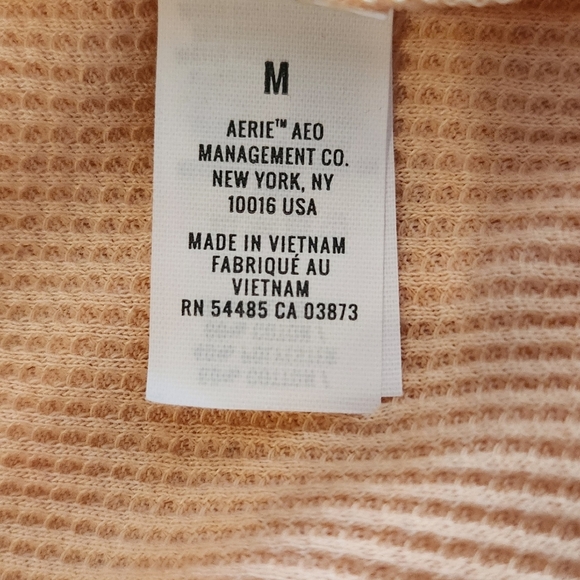 M
AERIE™ AEO
MANAGEMENT CO.
NEW YORK, NY
10016 USA
MADE IN VIETNAM
FABRIQUÉ AU
VIETNAM
RN 54485 CA 03873